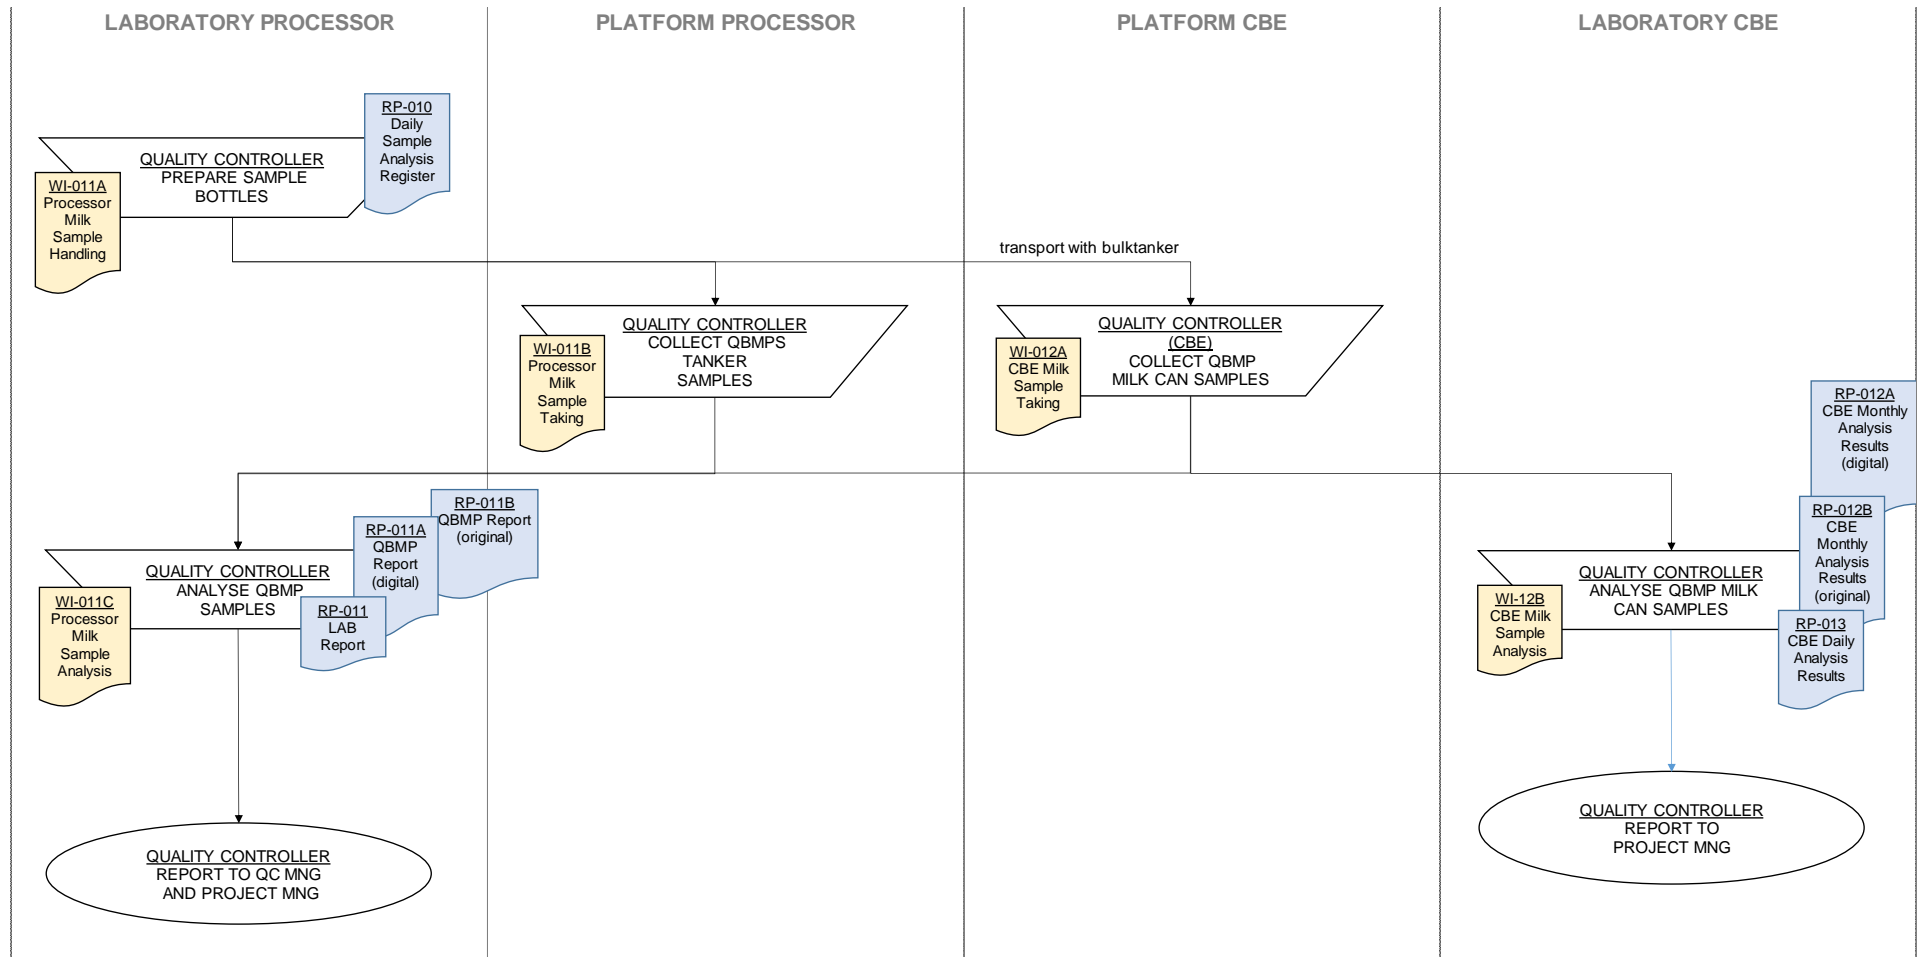 LABORATORY PROCESSOR
PLATFORM PROCESSOR
PLATFORM CBE
LABORATORY CBE
RP-010
Daily
Sample
Analysis
Register
QUALITY CONTROLLER
PREPARE SAMPLE
BOTTLES
WI-011A
Processor
Milk
Sample
Handling
transport with bulktanker
QUALITY CONTROLLER
COLLECT QBMPS
TANKER
SAMPLES
WI-011B
Processor
Milk
Sample
Taking
QUALITY CONTROLLER
(CBE)
COLLECT QBMP
MILK CAN SAMPLES
WI-012A
CBE Milk
Sample
Taking
RP-012A
CBE Monthly
Analysis
Results
(digital)
RP-011B
QBMP Report
(original)
RP-011A
QBMP
Report
(digital)
QUALITY CONTROLLER
ANALYSE QBMP
SAMPLES
RP-011
LAB
Report
WI-011C
Processor
Milk
Sample
Analysis
RP-012B
CBE
Monthly
Analysis
Results
(original)
QUALITY CONTROLLER
ANALYSE QBMP MILK
CAN SAMPLES
WI-12B
CBE Milk
Sample
Analysis
RP-013
CBE Daily
Analysis
Results
QUALITY CONTROLLER
REPORT TO QC MNG
AND PROJECT MNG
QUALITY CONTROLLER
REPORT TO
PROJECT MNG